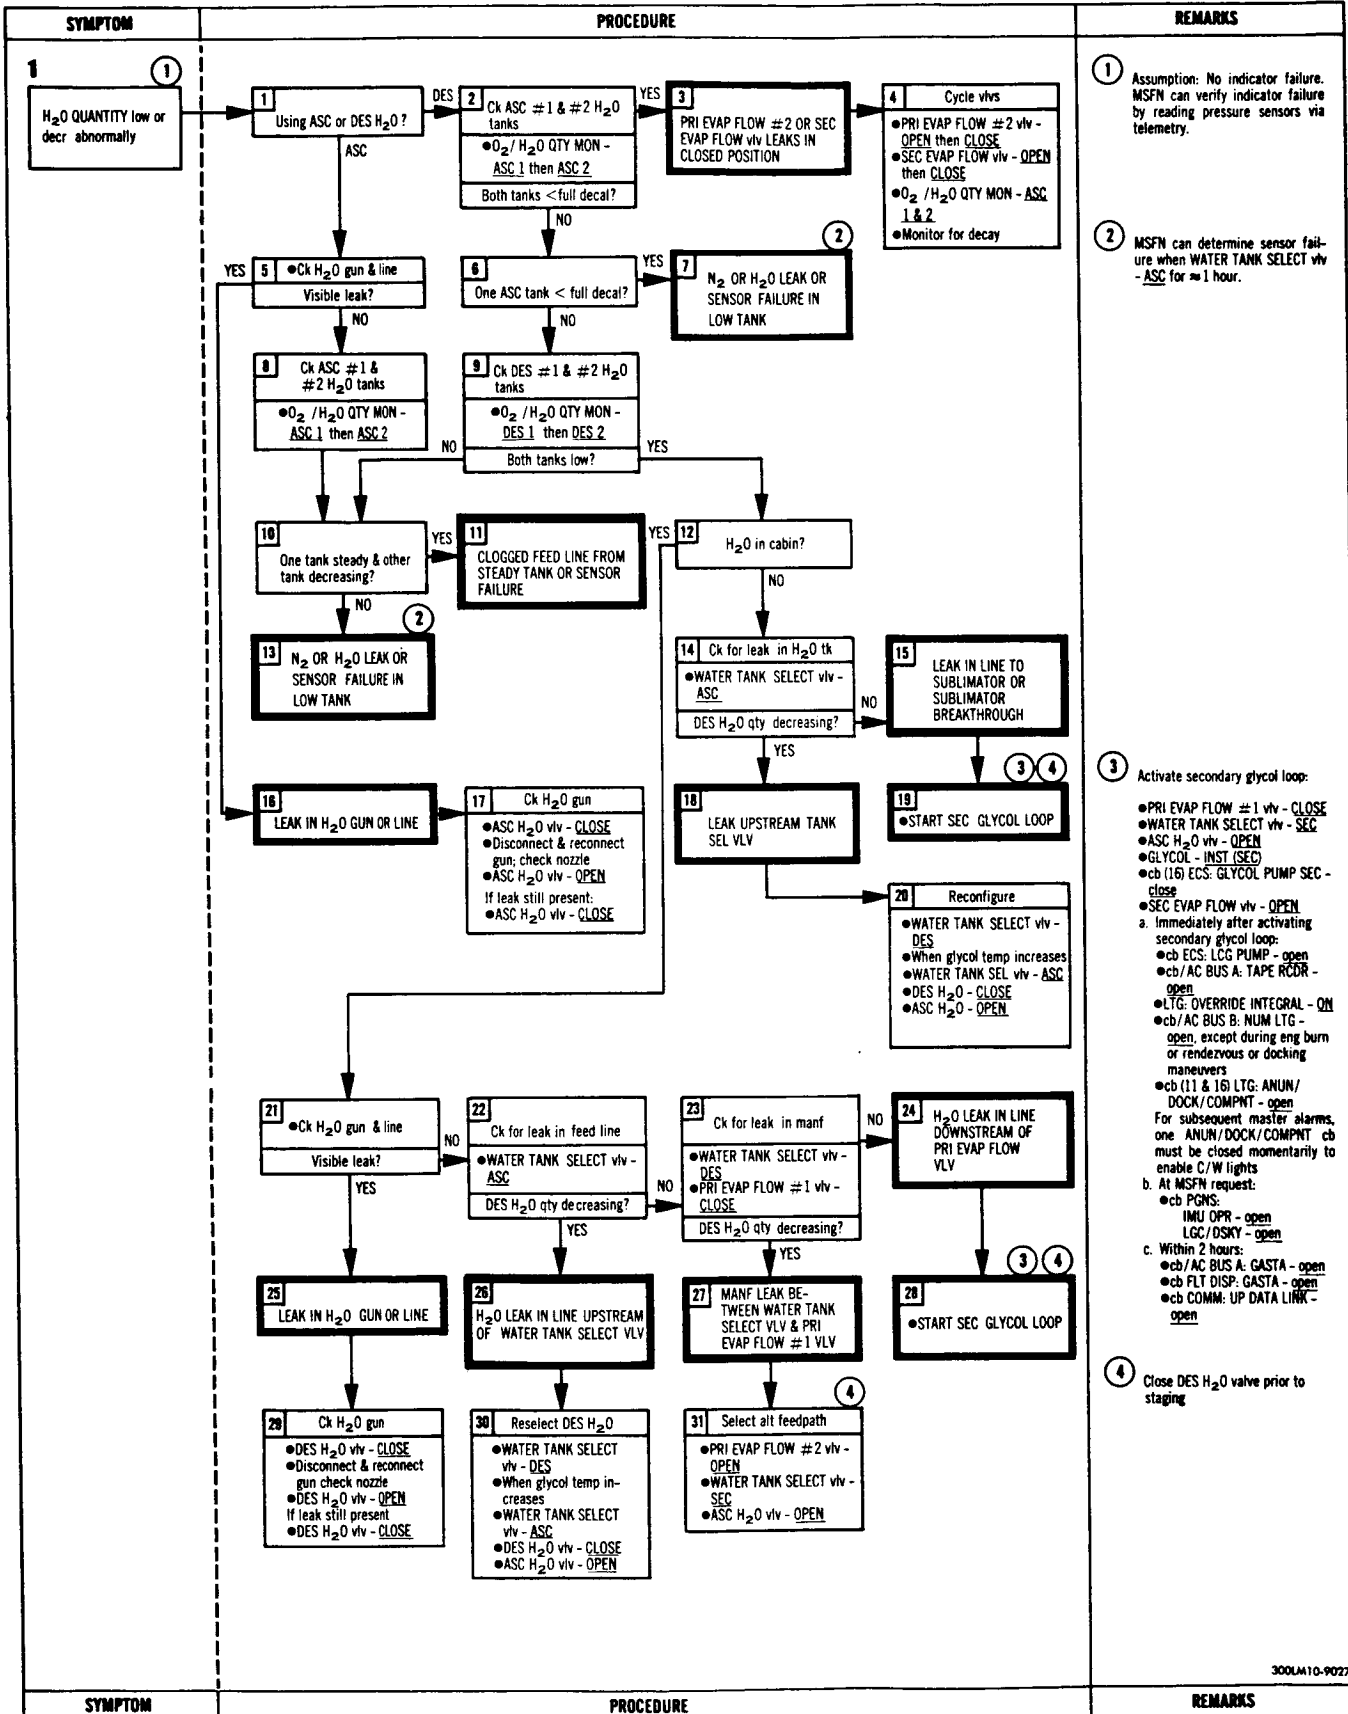 SYMPTOM
PROCEDURE
REMARKS
1
1
H2O QUANTITY low or
decr abnormally
1
Using ASC or DES H2O ?
DES
ASC
2
Ck ASC #1 & #2 H2O
tanks
●O2/ H2O QTY MON -
ASC 1 then ASC 2
Both tanks <full decal?
YES
NO
3
PRI EVAP FLOW #2 OR SEC
EVAP FLOW vlv LEAKS IN
CLOSED POSITION
4
Cycle vlvs
●PRI EVAP FLOW #2 vlv -
OPEN then CLOSE
●SEC EVAP FLOW vlv - OPEN
then CLOSE
●O2 /H2O QTY MON - ASC
1 & 2
●Monitor for decay
YES
5
●Ck H2O gun & line
Visible leak?
NO
6
One ASC tank < full decal?
YES
NO
2
7
N2 OR H2O LEAK OR
SENSOR FAILURE IN
LOW TANK
8
Ck ASC #1 &
#2 H2O tanks
●O2 /H2O QTY MON -
ASC 1 then ASC 2
9
Ck DES #1 & #2 H2O
tanks
●O2 /H2O QTY MON -
DES 1 then DES 2
Both tanks low?
NO
YES
10
One tank steady & other
tank decreasing?
YES
NO
11
CLOGGED FEED LINE FROM
STEADY TANK OR SENSOR
FAILURE
YES
12
H2O in cabin?
NO
2
13
N2 OR H2O LEAK OR
SENSOR FAILURE IN
LOW TANK
14
Ck for leak in H2O tk
●WATER TANK SELECT vlv -
ASC
DES H2O qty decreasing?
NO
YES
15
LEAK IN LINE TO
SUBLIMATOR OR
SUBLIMATOR
BREAKTHROUGH
16
LEAK IN H2O GUN OR LINE
17
Ck H2O gun
●ASC H2O vlv - CLOSE
●Disconnect & reconnect
gun; check nozzle
●ASC H2O vlv - OPEN
If leak still present:
●ASC H2O vlv - CLOSE
18
LEAK UPSTREAM TANK
SEL VLV
3
4
19
●START SEC GLYCOL LOOP
20
Reconfigure
●WATER TANK SELECT vlv -
DES
●When glycol temp increases
●WATER TANK SEL vlv - ASC
●DES H2O - CLOSE
●ASC H2O - OPEN
21
●Ck H2O gun & line
Visible leak?
NO
YES
22
Ck for leak in feed line
●WATER TANK SELECT vlv -
ASC
DES H2O qty decreasing?
NO
YES
23
Ck for leak in manf
●WATER TANK SELECT vlv -
DES
●PRI EVAP FLOW #1 vlv -
CLOSE
DES H2O qty decreasing?
NO
YES
24
H2O LEAK IN LINE
DOWNSTREAM OF
PRI EVAP FLOW
VLV
25
LEAK IN H2O GUN OR LINE
26
H2O LEAK IN LINE UPSTREAM
OF WATER TANK SELECT VLV
27
MANF LEAK BE-
TWEEN WATER TANK
SELECT VLV & PRI
EVAP FLOW #1 VLV
3
4
28
●START SEC GLYCOL LOOP
29
Ck H2O gun
●DES H2O vlv - CLOSE
●Disconnect & reconnect
gun check nozzle
●DES H2O vlv - OPEN
If leak still present
●DES H2O vlv - CLOSE
30
Reselect DES H2O
●WATER TANK SELECT
vlv - DES
●When glycol temp in-
creases
●WATER TANK SELECT
vlv - ASC
●DES H2O vlv - CLOSE
●ASC H2O vlv - OPEN
4
31
Select alt feedpath
●PRI EVAP FLOW #2 vlv -
OPEN
●WATER TANK SELECT vlv -
SEC
●ASC H2O vlv - OPEN
1
Assumption: No indicator failure.
MSFN can verify indicator failure
by reading pressure sensors via
telemetry.
2
MSFN can determine sensor fail-
ure when WATER TANK SELECT vlv
- ASC for ≈1 hour.
3
Activate secondary glycol loop:
●PRI EVAP FLOW #1 vlv - CLOSE
●WATER TANK SELECT vlv - SEC
●ASC H2O vlv - OPEN
●GLYCOL - INST (SEC)
●cb (16) ECS: GLYCOL PUMP SEC -
close
●SEC EVAP FLOW vlv - OPEN
a. Immediately after activating
secondary glycol loop:
●cb ECS: LCG PUMP - open
●cb/AC BUS A: TAPE RCDR -
open
●LTG: OVERRIDE INTEGRAL - ON
●cb/AC BUS B: NUM LTG -
open, except during eng burn
or rendezvous or docking
maneuvers
●cb (11 & 16) LTG: ANUN/
DOCK/COMPNT - open
For subsequent master alarms,
one ANUN/DOCK/COMPNT cb
must be closed momentarily to
enable C/W lights
b. At MSFN request:
●cb PGNS:
IMU OPR - open
LGC/DSKY - open
c. Within 2 hours:
●cb/AC BUS A: GASTA - open
●cb FLT DISP: GASTA - open
●cb COMM: UP DATA LINK -
open
4
Close DES H2O valve prior to
staging
300LM10-9027
SYMPTOM
PROCEDURE
REMARKS